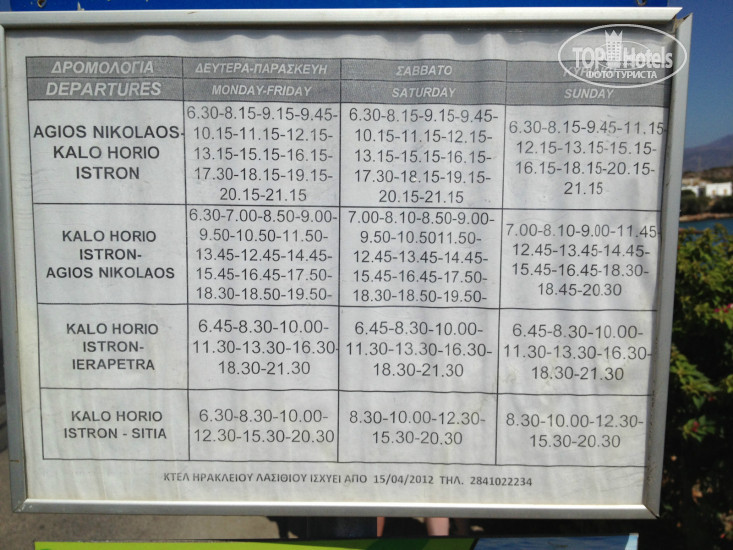 TOPHotels
ФОТО ТУРИСТА
ΔΡΟΜΟΛΟΓΙΑ ΔΕΥΤΕΡΑ-ΠΑΡΑΣΚΕΥΗ ΣΑΒΒΑΤΟ
DEPARTURES MONDAY-FRIDAY SATURDAY SUNDAY
AGIOS NIKOLAOS-
KALO HORIO
ISTRON
6.30-8.15-9.15-9.45-
10.15-11.15-12.15-
13.15-15.15-16.15-
17.30-18.15-19.15-
20.15-21.15
6.30-8.15-9.15-9.45-
10.15-11.15-12.15-
13.15-15.15-16.15-
17.30-18.15-19.15-
20.15-21.15
6.30-8.15-9.45-11.15
12.15-13.15-15.15-
16.15-18.15-20.15-
21.15
KALO HORIO
ISTRON-
AGIOS NIKOLAOS
6.30-7.00-8.50-9.00-
9.50-10.50-11.50-
13.45-12.45-14.45-
15.45-16.45-17.50-
18.30-18.50-19.50-
7.00-8.10-8.50-9.00-
9.50-10.5011.50-
12.45-13.45-14.45-
15.45-16.45-17.50-
18.30-18.50-19.50-
7.00-8.10-9.00-11.45-
12.45-13.45-14.45-
15.45-16.45-18.30-
18.45-20.30
KALO HORIO
ISTRON-
IERAPETRA
6.45-8.30-10.00-
11.30-13.30-16.30-
18.30-21.30
6.45-8.30-10.00-
11.30-13.30-16.30-
18.30-21.30
6.45-8.30-10.00-
11.30-13.30-16.30-
18.30-21.30
KALO HORIO
ISTRON - SITIA
6.30-8.30-10.00-
12.30-15.30-20.30
8.30-10.00-12.30-
15.30-20.30
8.30-10.00-12.30-
15.30-20.30
ΚΤΕΛ ΗΡΑΚΛΕΙΟΥ ΛΑΣΙΘΙΟΥ ΙΣΧΥΕΙ ΑΠΟ 15/04/2012 ΤΗΛ. 2841022234